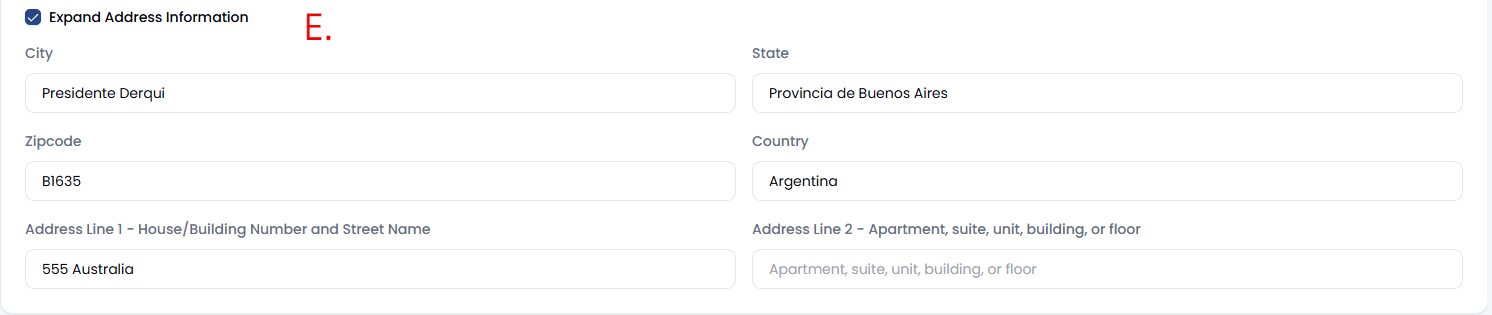 Expand Address Information
E.
City
State
Presidente Derqui
Provincia de Buenos Aires
Zipcode
Country
B1635
Argentina
Address Line 1 - House/Building Number and Street Name
Address Line 2 - Apartment, suite, unit, building, or floor
555 Australia
Apartment, suite, unit, building, or floor